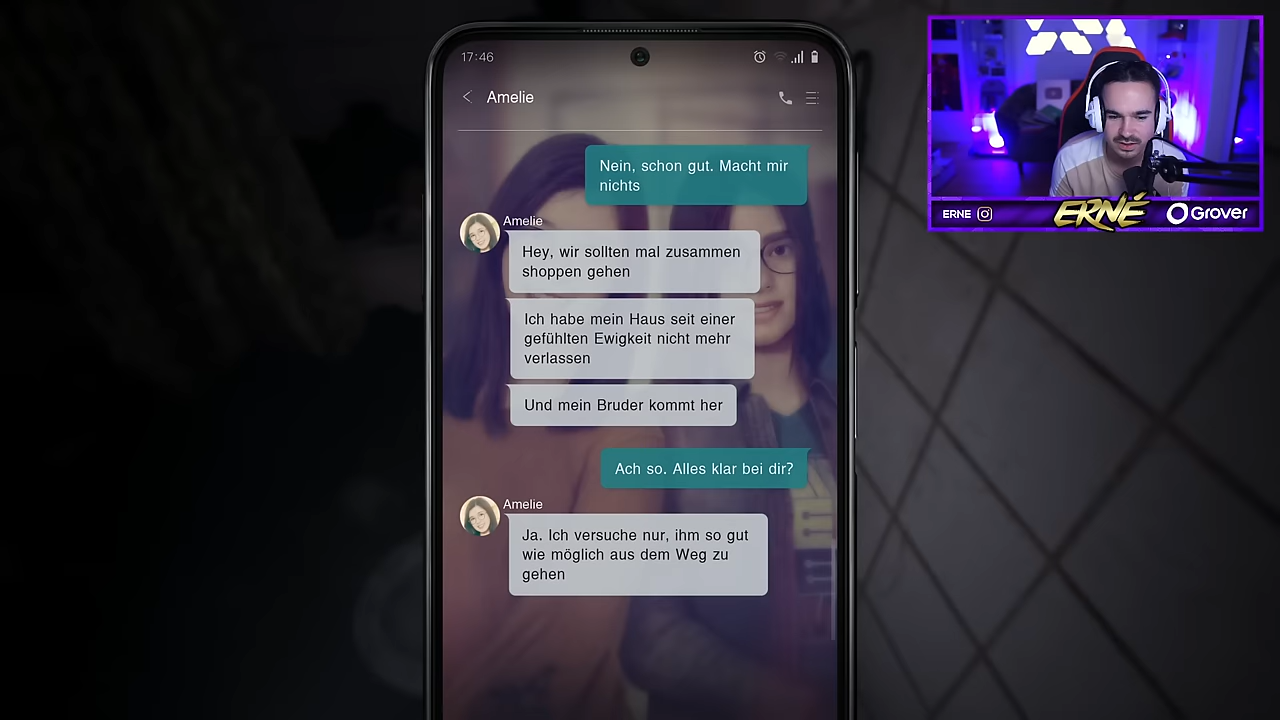 17:46
Amelie
Nein, schon gut. Macht mir
nichts
Amelie
Hey, wir sollten mal zusammen
shoppen gehen
Ich habe mein Haus seit einer
gefühlten Ewigkeit nicht mehr
verlassen
Und mein Bruder kommt her
Ach so. Alles klar bei dir?
Amelie
Ja. Ich versuche nur, ihm so gut
wie möglich aus dem Weg zu
gehen
ERNE
ERNÉ
Grover